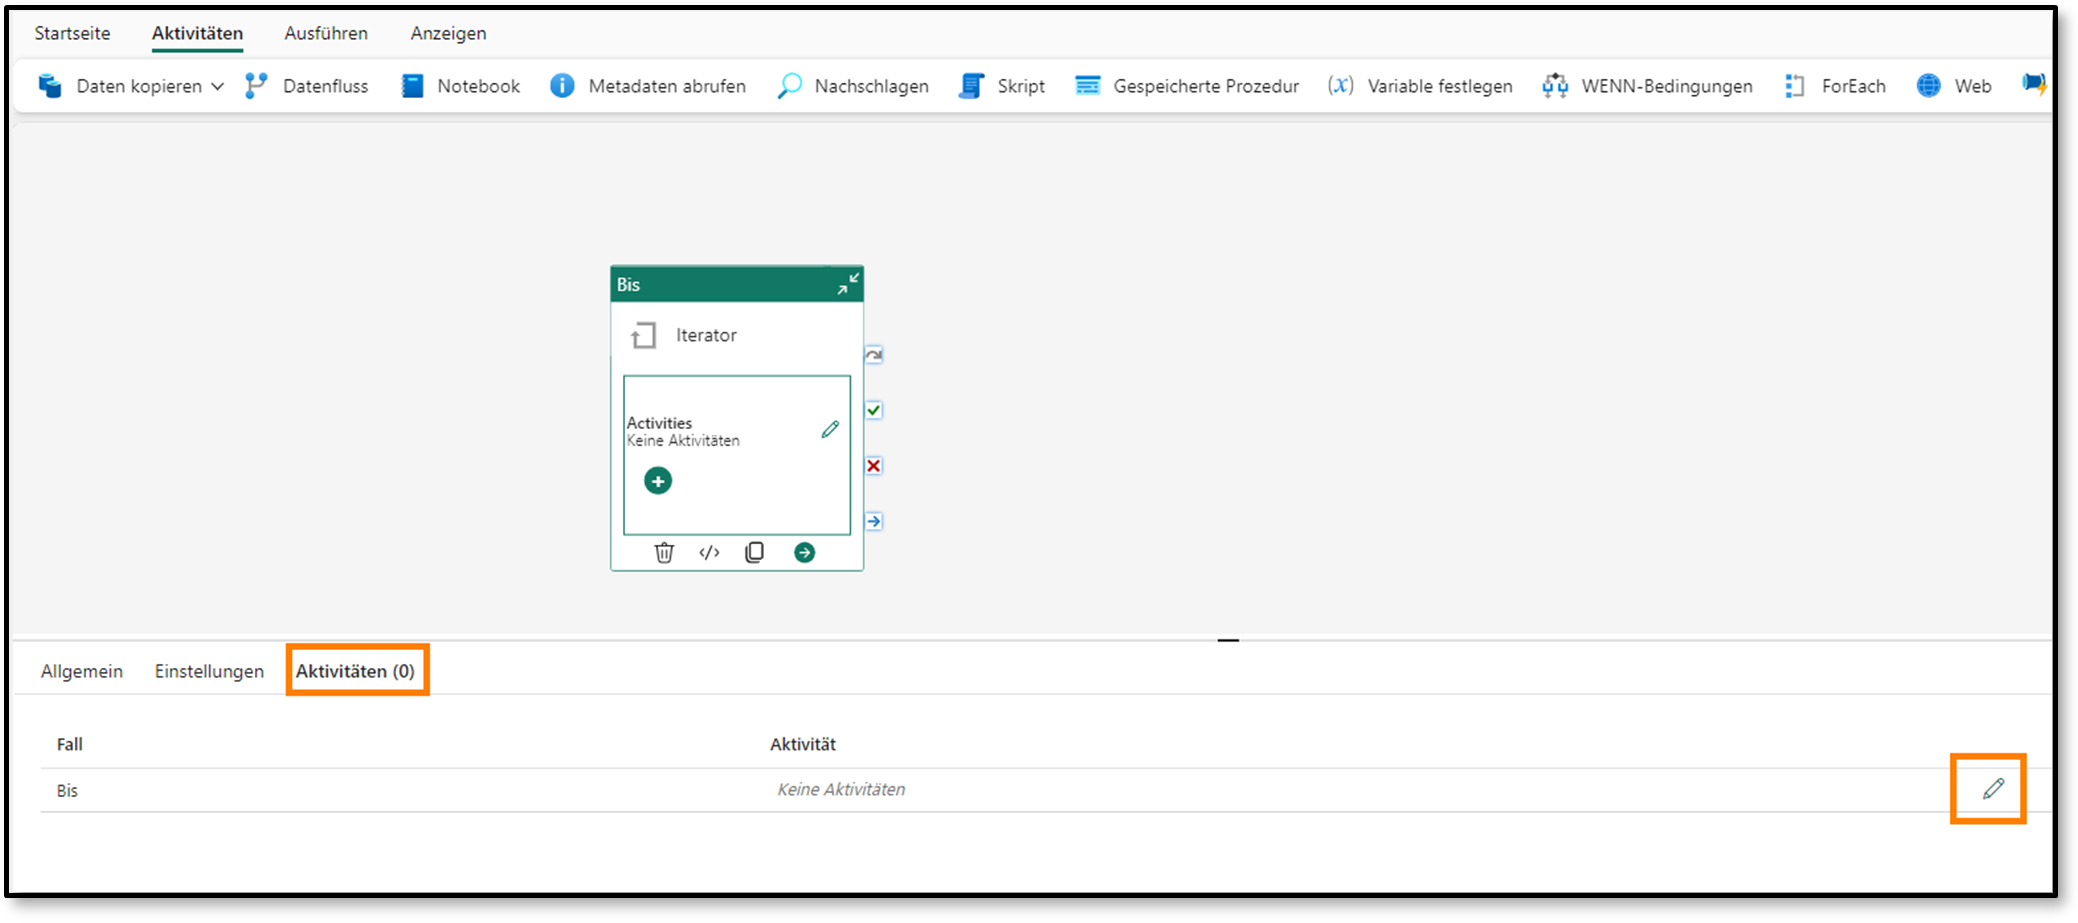 Startseite Aktivitäten Ausführen Anzeigen
Daten kopieren Datenfluss Notebook Metadaten abrufen Nachschlagen Skript Gespeicherte Prozedur (x) Variable festlegen WENN-Bedingungen ForEach Web
Bis
Iterator
Activities
Keine Aktivitäten
Allgemein Einstellungen Aktivitäten (0)
Fall Aktivität
Bis Keine Aktivitäten